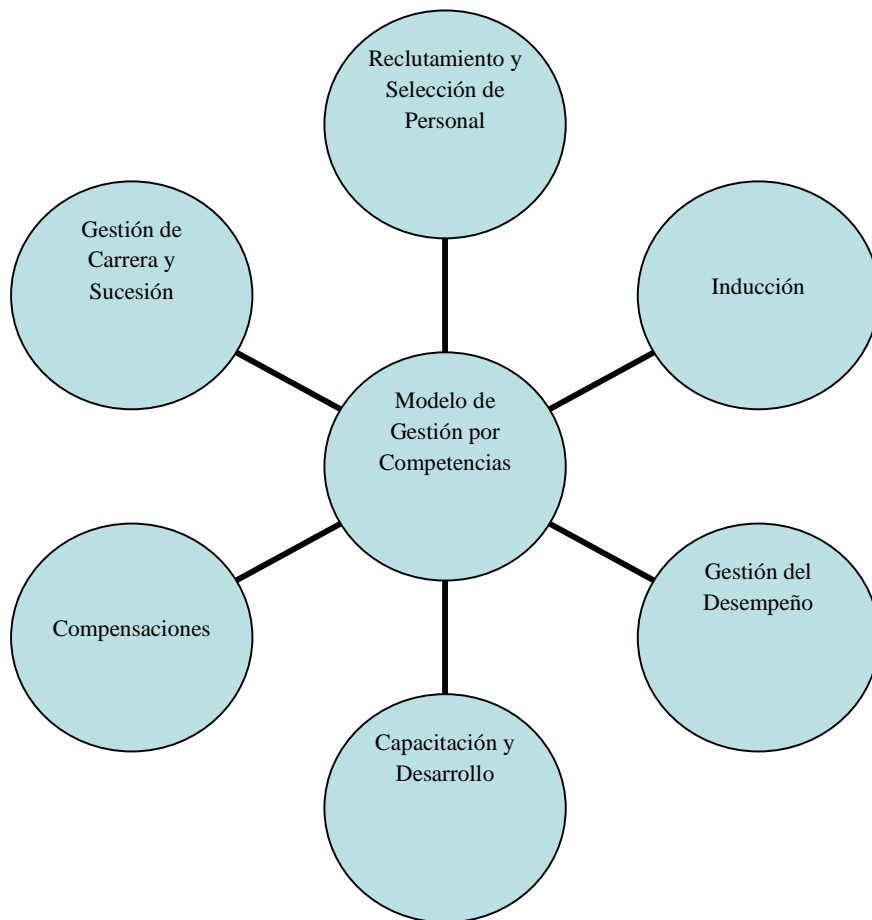 Reclutamiento y
Selección de
Personal
Gestión de
Carrera y
Sucesión
Inducción
Modelo de
Gestión por
Competencias
Compensaciones
Gestión del
Desempeño
Capacitación y
Desarrollo